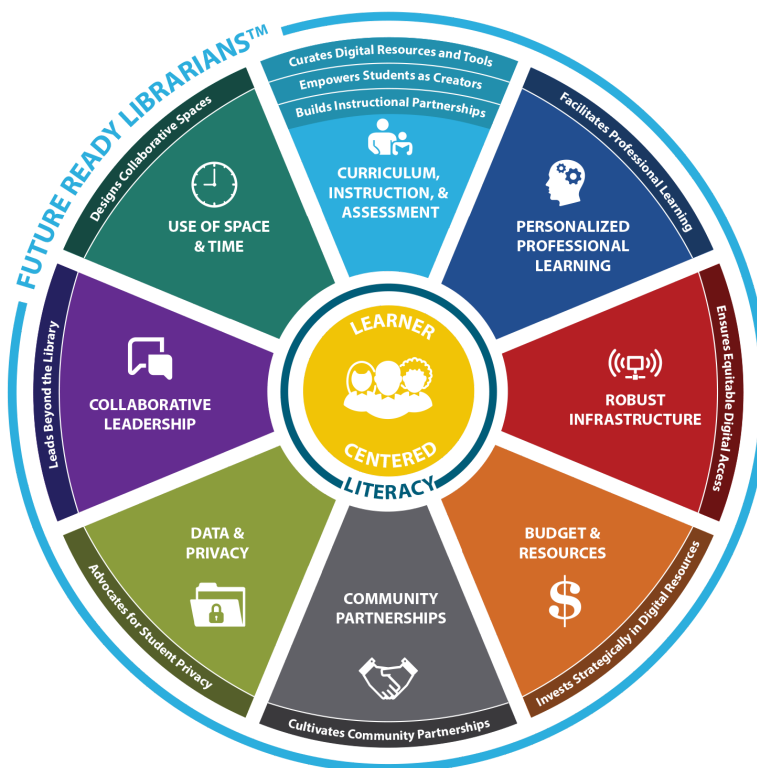 FUTURE READY LIBRARIANS™
Curates Digital Resources and Tools
Empowers Students as Creators
Builds Instructional Partnerships
CURRICULUM,
INSTRUCTION, &
ASSESSMENT
Facilitates Professional Learning
PERSONALIZED
PROFESSIONAL
LEARNING
Ensures Equitable Digital Access
ROBUST
INFRASTRUCTURE
Invests Strategically in Digital Resources
BUDGET &
RESOURCES
$
Cultivates Community Partnerships
COMMUNITY
PARTNERSHIPS
Advocates for Student Privacy
DATA &
PRIVACY
Leads Beyond the Library
COLLABORATIVE
LEADERSHIP
Designs Collaborative Spaces
USE OF SPACE
& TIME
LEARNER
CENTERED
LITERACY